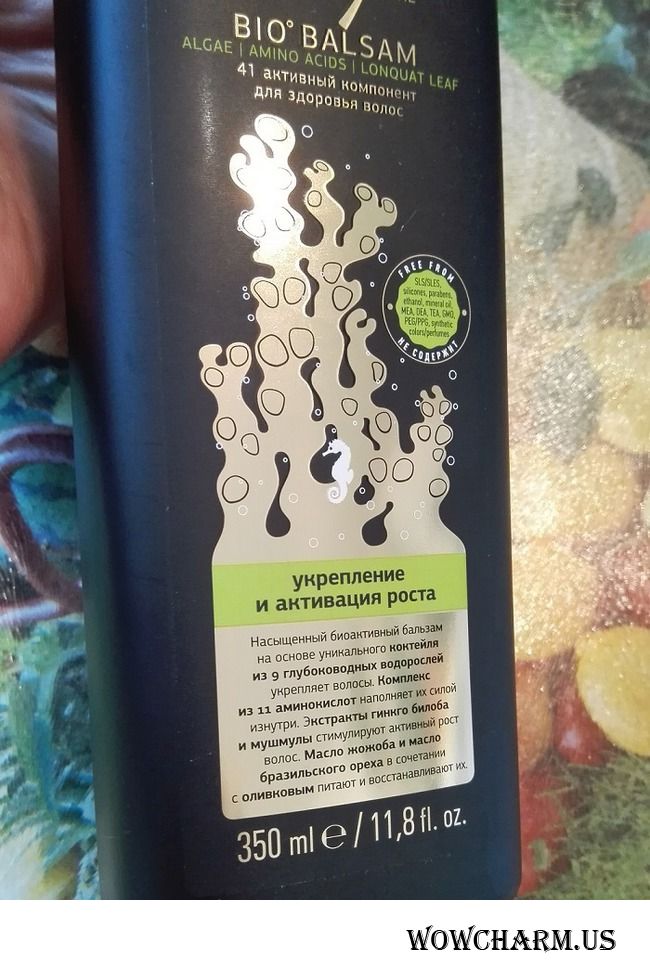 BIO° BALSAM
ALGAE | AMINO ACIDS | LONQUAT LEAF
41 активный компонент
для здоровья волос
FREE FROM
SLS/SLES,
silicones, parabens,
ethanol, mineral oil,
MEA, DEA, TEA, GMO,
PEG/PPG, synthetic
colors/perfumes
НЕ СОДЕРЖИТ
укрепление
и активация роста
Насыщенный биоактивный бальзам
на основе уникального коктейля
из 9 глубоководных водорослей
укрепляет волосы. Комплекс
из 11 аминокислот наполняет их силой
изнутри. Экстракты гинкго билоба
и мушмулы стимулируют активный рост
волос. Масло жожоба и масло
бразильского ореха в сочетании
с оливковым питают и восстанавливают их.
350 ml e / 11,8 fl. oz.
WOWCHARM.US